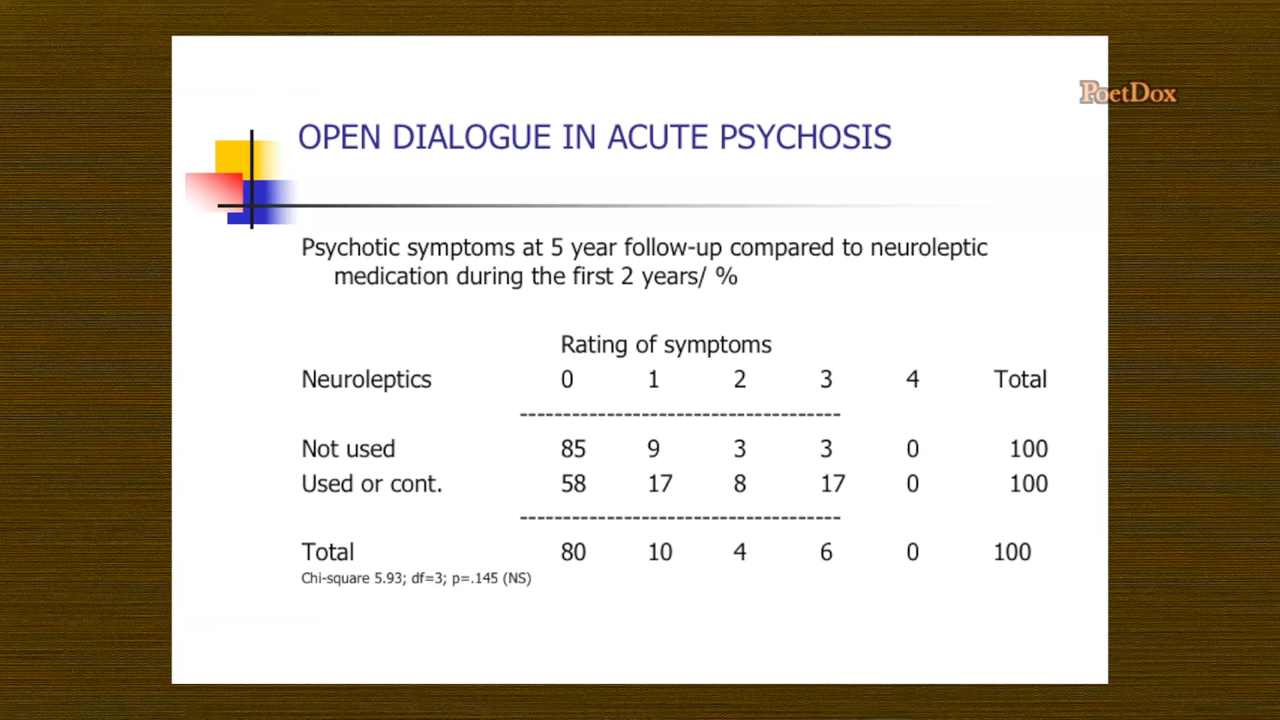 PoetDox
OPEN DIALOGUE IN ACUTE PSYCHOSIS
Psychotic symptoms at 5 year follow-up compared to neuroleptic
medication during the first 2 years/ %
Rating of symptoms
Neuroleptics 0 1 2 3 4 Total
-------------------------------------
Not used 85 9 3 3 0 100
Used or cont. 58 17 8 17 0 100
-------------------------------------
Total 80 10 4 6 0 100
Chi-square 5.93; df=3; p=.145 (NS)